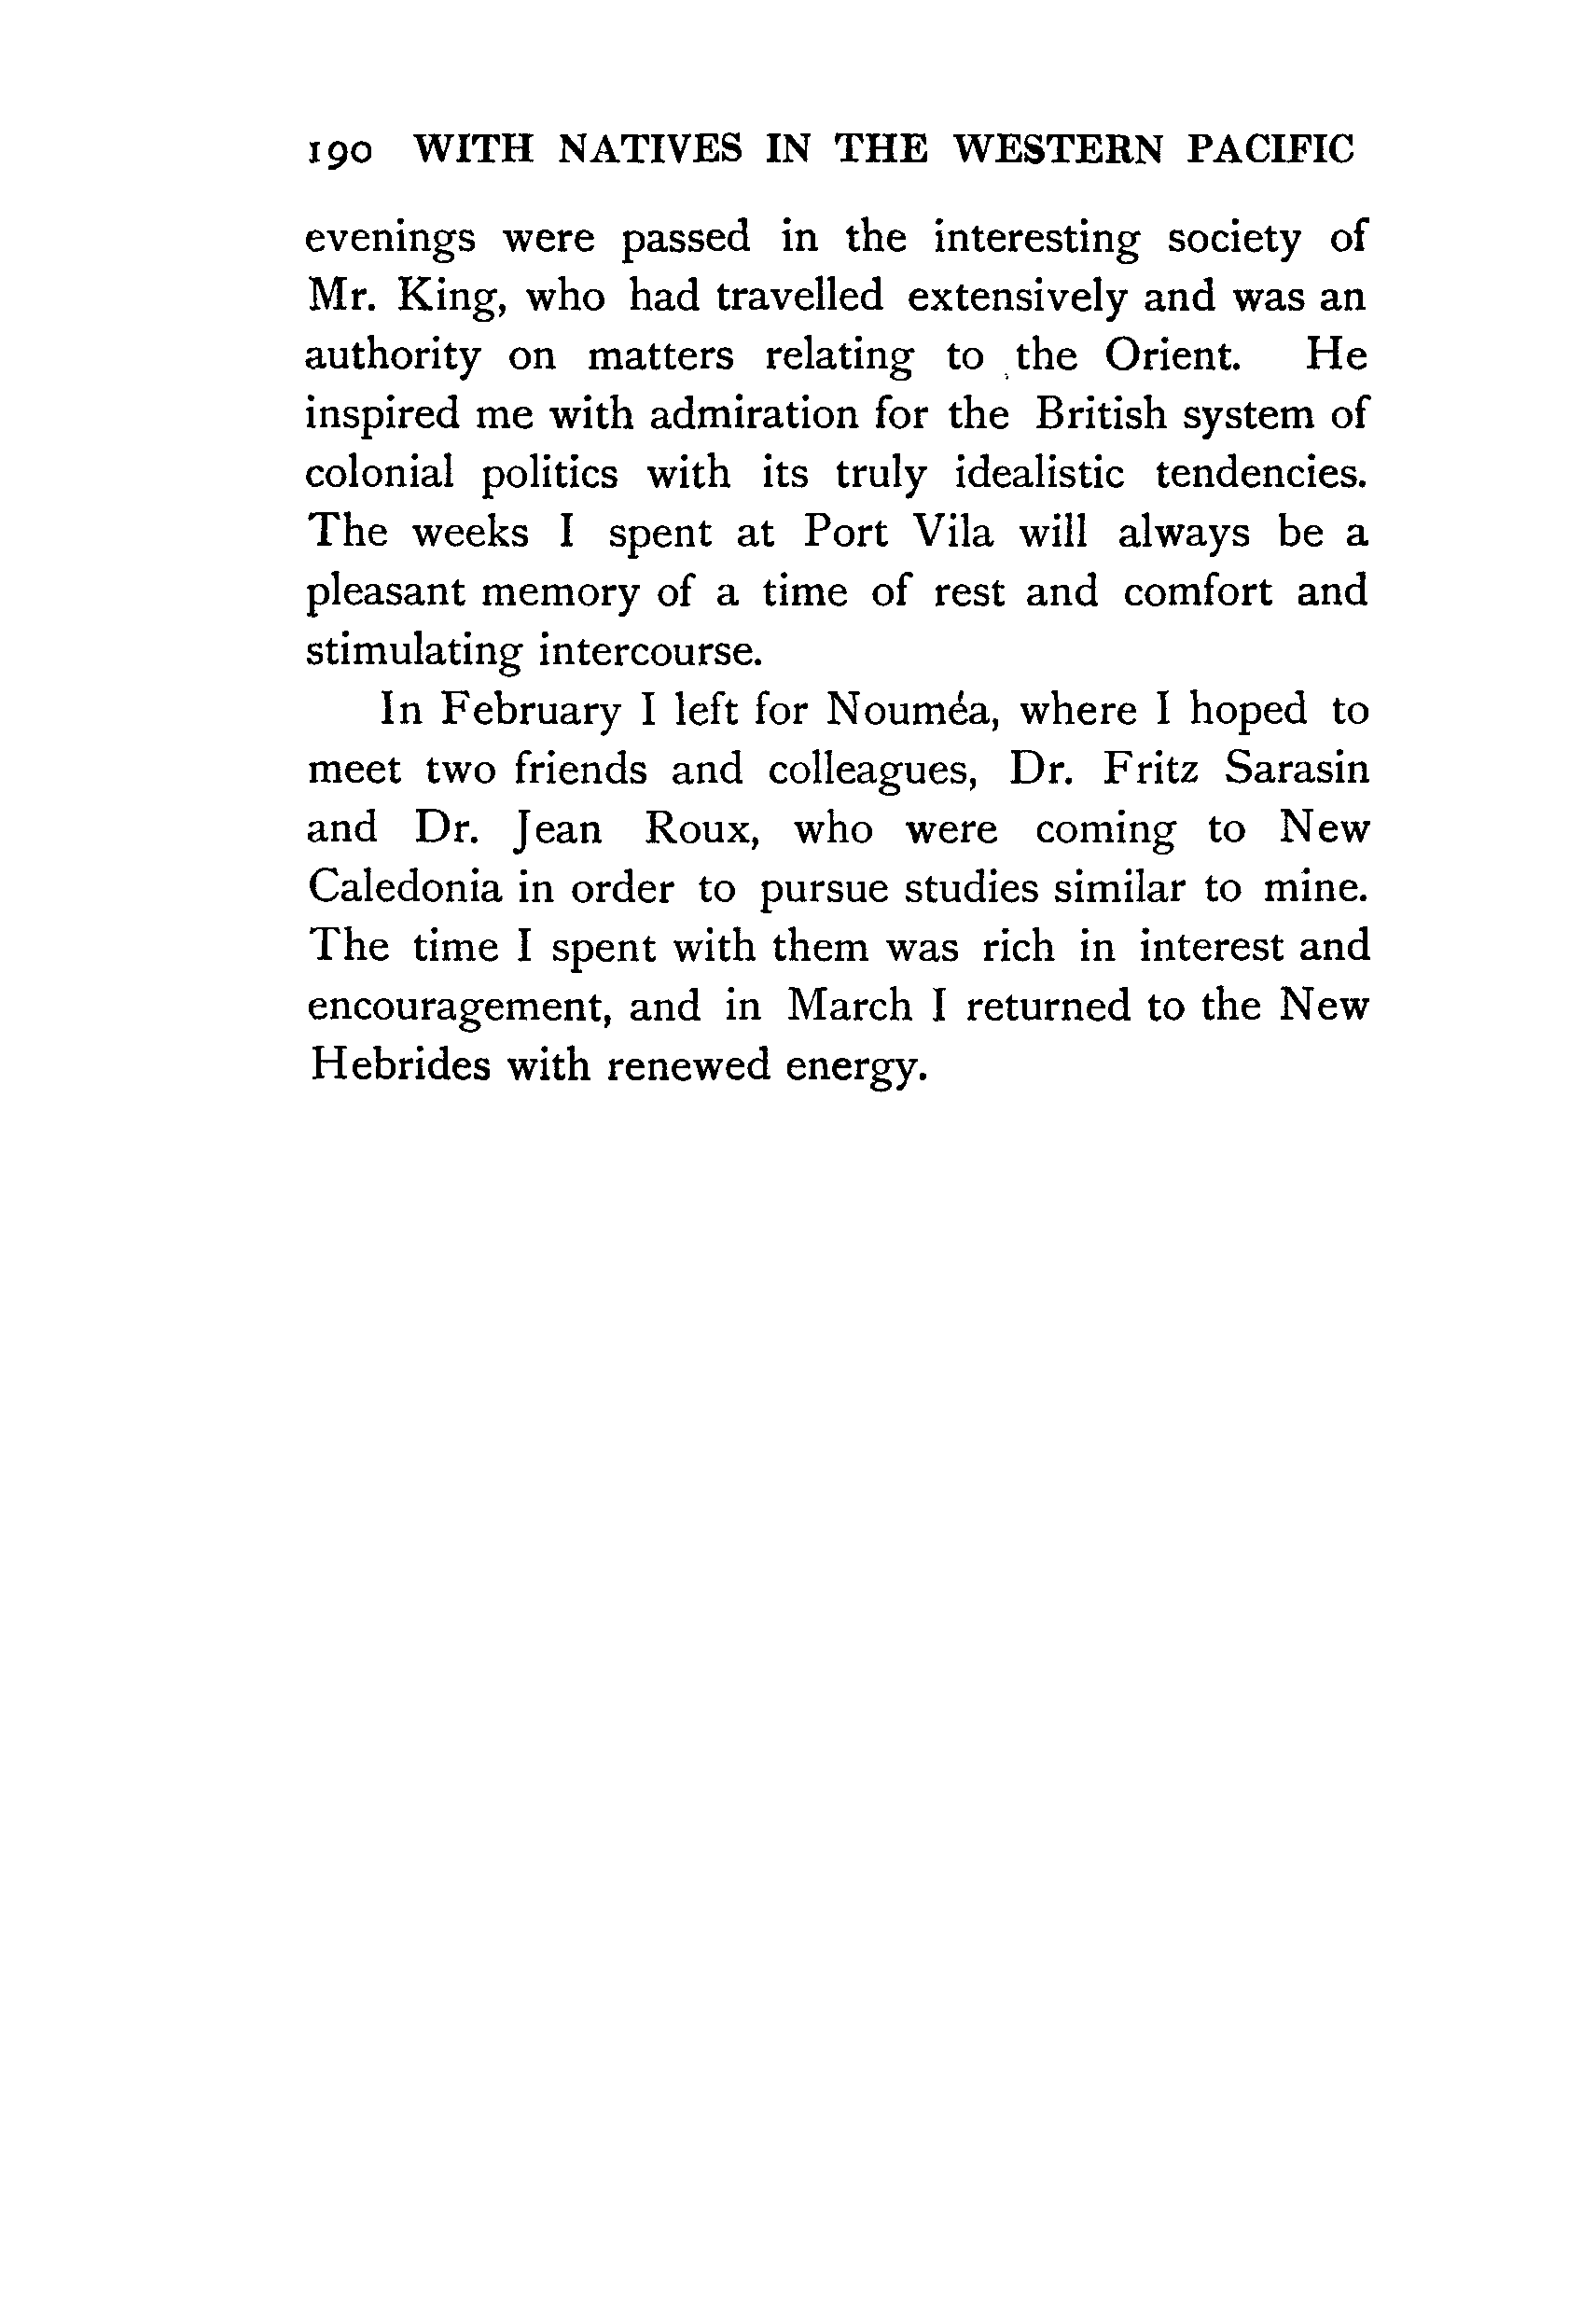 190 WITH NATIVES IN THE WESTERN PACIFIC
evenings were passed in the interesting society of
Mr. King, who had travelled extensively and was an
authority on matters relating to the Orient. He
inspired me with admiration for the British system of
colonial politics with its truly idealistic tendencies.
The weeks I spent at Port Vila will always be a
pleasant memory of a time of rest and comfort and
stimulating intercourse.
In February I left for Nouméa, where I hoped to
meet two friends and colleagues, Dr. Fritz Sarasin
and Dr. Jean Roux, who were coming to New
Caledonia in order to pursue studies similar to mine.
The time I spent with them was rich in interest and
encouragement, and in March I returned to the New
Hebrides with renewed energy.